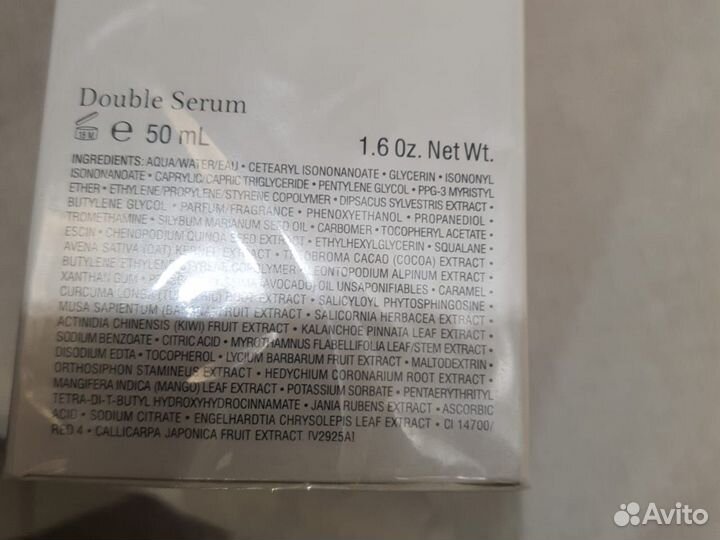 Double Serum
18 M e 50 mL
1.6 Oz. Net Wt.
INGREDIENTS: AQUA/WATER/EAU • CETEARYL ISONONANOATE • GLYCERIN • ISONONYL
ISONONANOATE • CAPRYLIC/CAPRIC TRIGLYCERIDE • PENTYLENE GLYCOL • PPG-3 MYRISTYL
ETHER • ETHYLENE/PROPYLENE/STYRENE COPOLYMER • DIPSACUS SYLVESTRIS EXTRACT •
BUTYLENE GLYCOL • PARFUM/FRAGRANCE • PHENOXYETHANOL • PROPANEDIOL •
TROMETHAMINE • SILYBUM MARIANUM SEED OIL • CARBOMER • TOCOPHERYL ACETATE •
ESCIN • CHENOPODIUM QUINOA SEED EXTRACT • ETHYLHEXYLGLYCERIN • SQUALANE •
AVENA SATIVA (OAT) KERNEL EXTRACT • THEOBROMA CACAO (COCOA) EXTRACT •
BUTYLENE/ETHYLENE/STYRENE COPOLYMER • LEONTOPODIUM ALPINUM EXTRACT •
XANTHAN GUM • (AVOCADO) OIL UNSAPONIFIABLES • CARAMEL •
CURCUMA LONGA (TURMERIC) ROOT EXTRACT • SALICYLOYL PHYTOSPHINGOSINE •
MUSA SAPIENTUM (BANANA) FRUIT EXTRACT • SALICORNIA HERBACEA EXTRACT •
ACTINIDIA CHINENSIS (KIWI) FRUIT EXTRACT • KALANCHOE PINNATA LEAF EXTRACT •
SODIUM BENZOATE • CITRIC ACID • MYROTHAMNUS FLABELLIFOLIA LEAF/STEM EXTRACT •
DISODIUM EDTA • TOCOPHEROL • LYCIUM BARBARUM FRUIT EXTRACT • MALTODEXTRIN •
ORTHOSIPHON STAMINEUS EXTRACT • HEDYCHIUM CORONARIUM ROOT EXTRACT •
MANGIFERA INDICA (MANGO) LEAF EXTRACT • POTASSIUM SORBATE • PENTAERYTHRITYL
TETRA-DI-T-BUTYL HYDROXYHYDROCINNAMATE • JANIA RUBENS EXTRACT • ASCORBIC
ACID • SODIUM CITRATE • ENGELHARDTIA CHRYSOLEPIS LEAF EXTRACT • CI 14700/
RED 4 • CALLICARPA JAPONICA FRUIT EXTRACT. [V2925A]
Avito